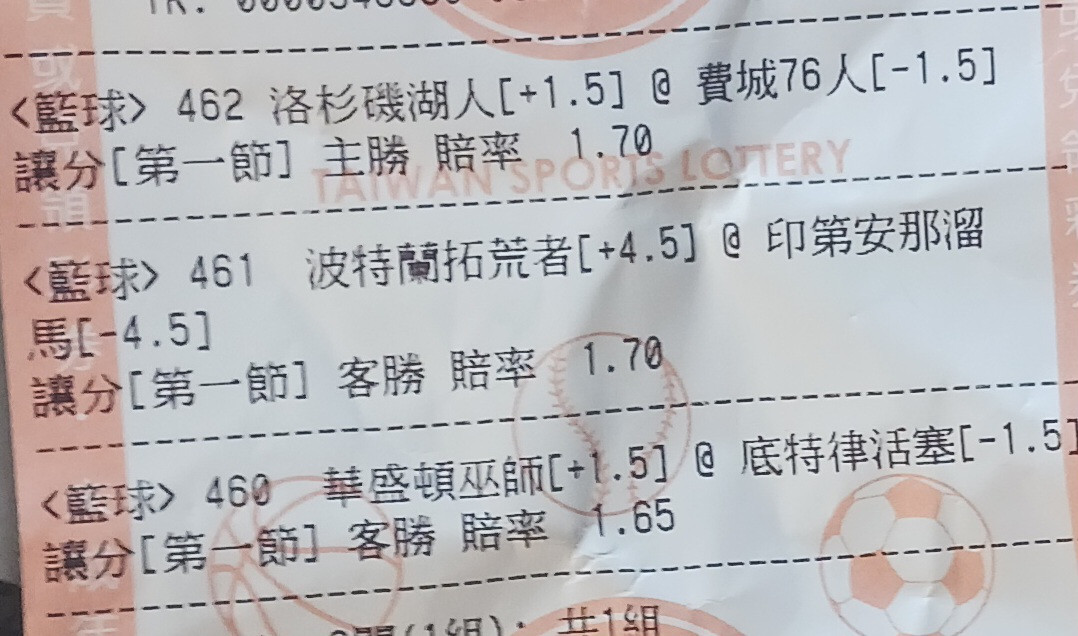 <籃球> 462 洛杉磯湖人[+1.5] @ 費城76人[-1.5]
讓分[第一節] 主勝 賠率 1.70
TAIWAN SPORTS LOTTERY
<籃球> 461 波特蘭拓荒者[+4.5] @ 印第安那溜
馬[-4.5]
讓分[第一節] 客勝 賠率 1.70
<籃球> 460 華盛頓巫師[+1.5] @ 底特律活塞[-1.5]
讓分[第一節] 客勝 賠率 1.65
共1組